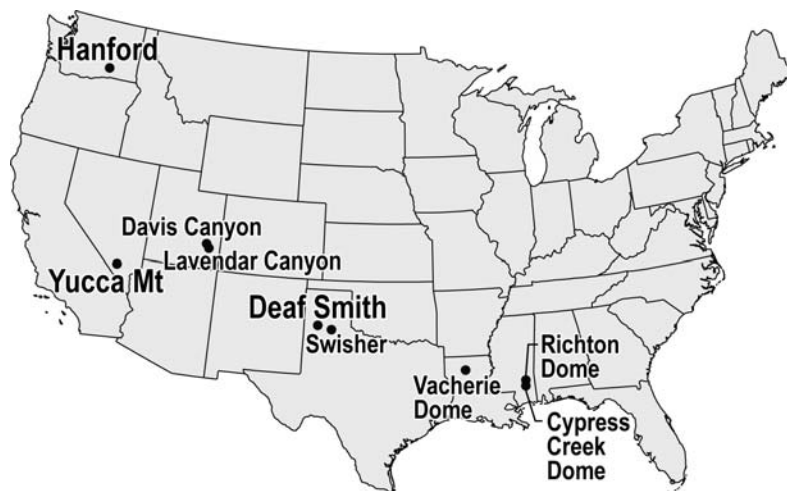 Hanford
Davis Canyon
Lavendar Canyon
Yucca Mt
Deaf Smith
Swisher
Richton
Dome
Vacherie
Dome
Cypress
Creek
Dome